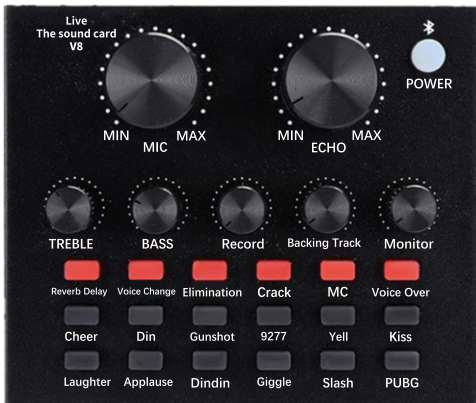 Live
The sound card
V8
POWER
MIN MAX
MIC
MIN MAX
ECHO
TREBLE BASS Record Backing Track Monitor
Reverb Delay Voice Change Elimination Crack MC Voice Over
Cheer Din Gunshot 9277 Yell Kiss
Laughter Applause Dindin Giggle Slash PUBG